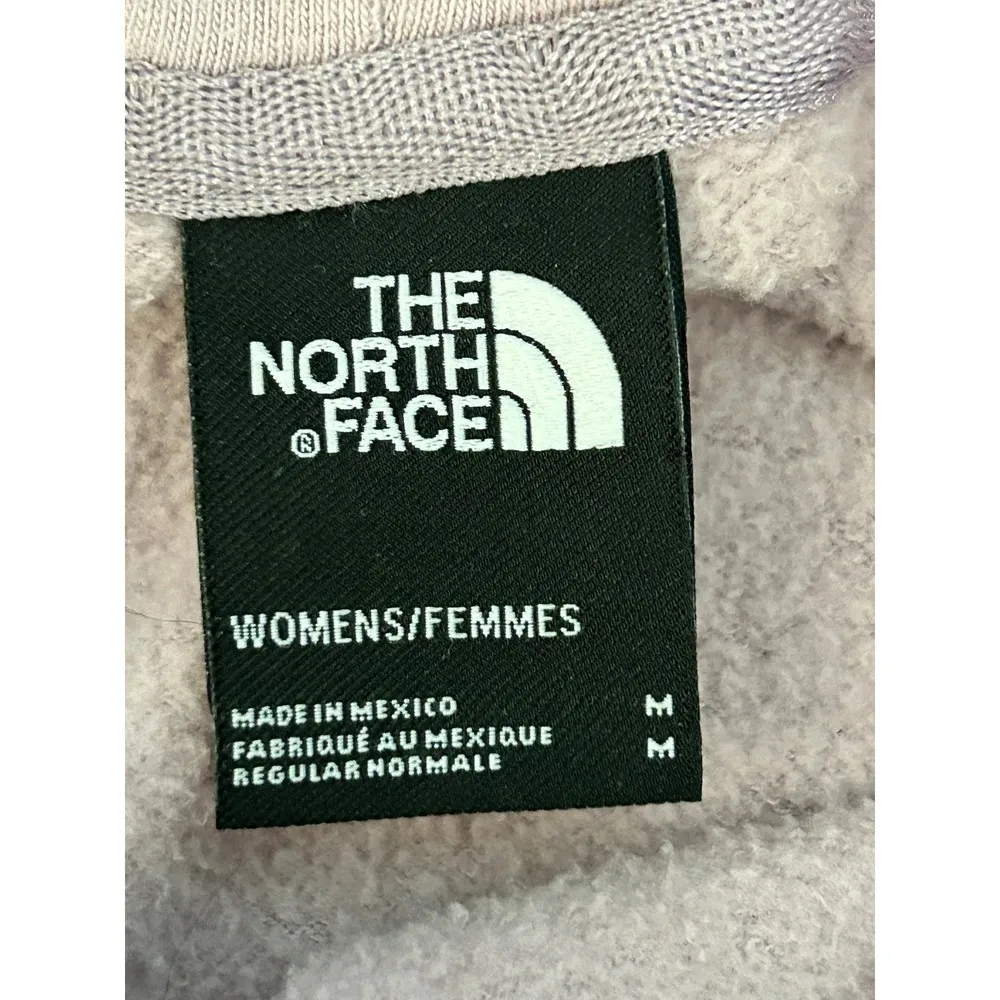 THE
NORTH
®FACE
WOMENS/FEMMES
MADE IN MEXICO M
FABRIQUÉ AU MEXIQUE M
REGULAR NORMALE